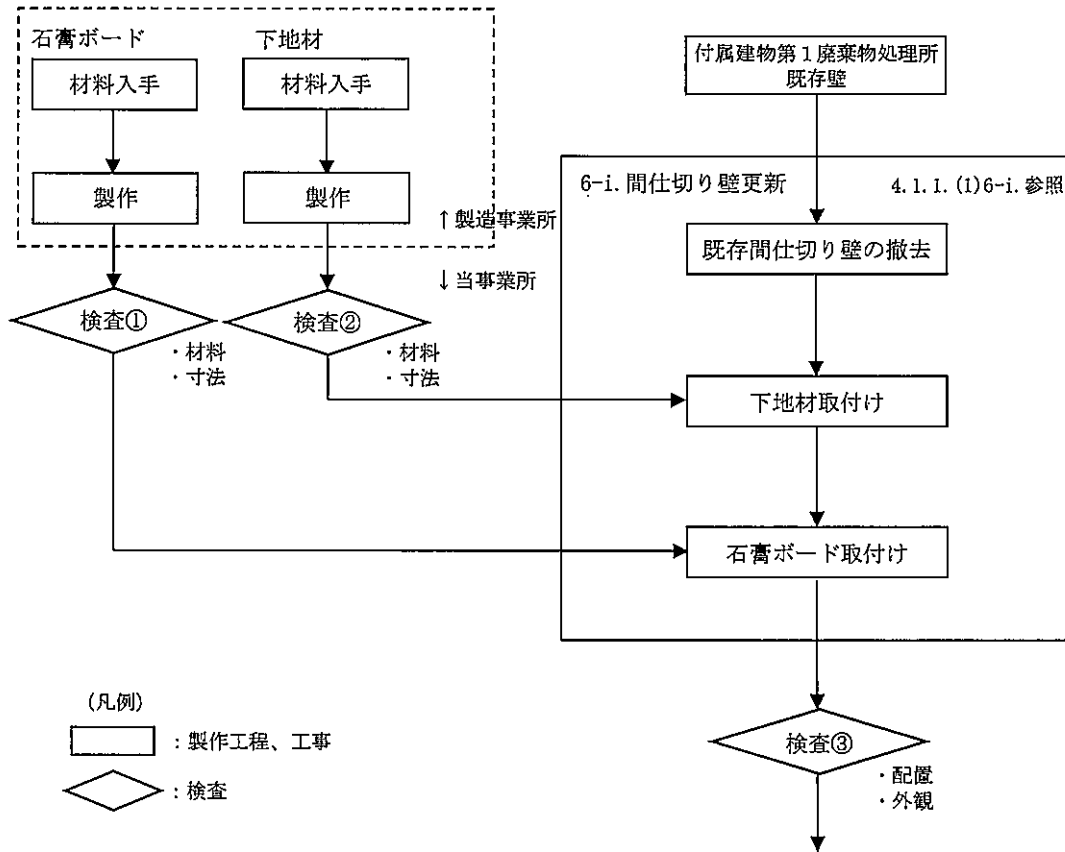 石膏ボード
材料入手
製作
下地材
材料入手
製作
↑製造事業所
↓当事業所
検査①
・材料
・寸法
検査②
・材料
・寸法
付属建物第1廃棄物処理所
既存壁
6-i.間仕切り壁更新
4.1.1.(1)6-i.参照
既存間仕切り壁の撤去
下地材取付け
石膏ボード取付け
検査③
・配置
・外観
(凡例)
：製作工程、工事
：検査